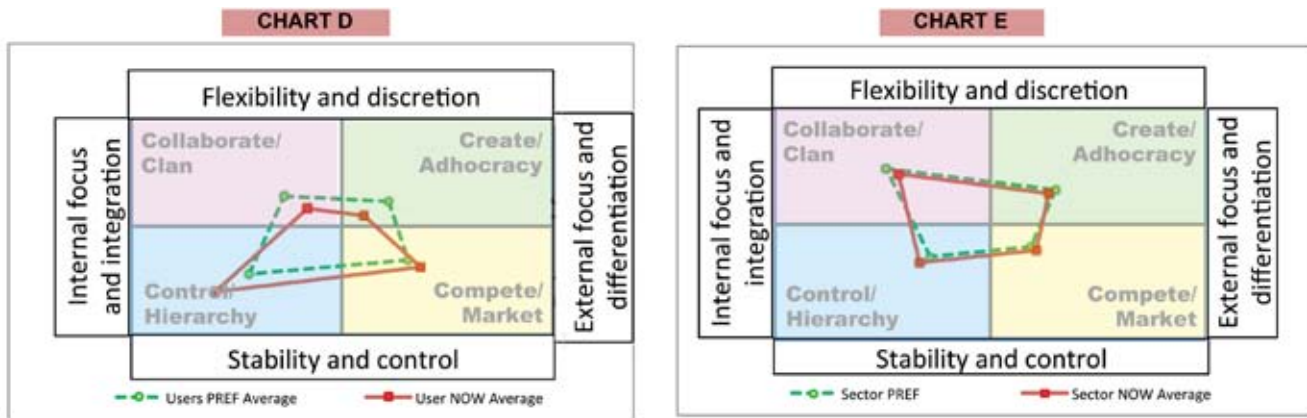 CHART D
Flexibility and discretion
Internal focus
and integration
Collaborate/
Clan
Create/
Adhocracy
Control/
Hierarchy
Compete/
Market
External focus and
differentiation
Stability and control
Users PREF Average
User NOW Average
CHART E
Flexibility and discretion
Internal focus and
integration
Collaborate/
Clan
Create/
Adhocracy
Control/
Hierarchy
Compete/
Market
External focus and
differentiation
Stability and control
Sector PREF
Sector NOW Average